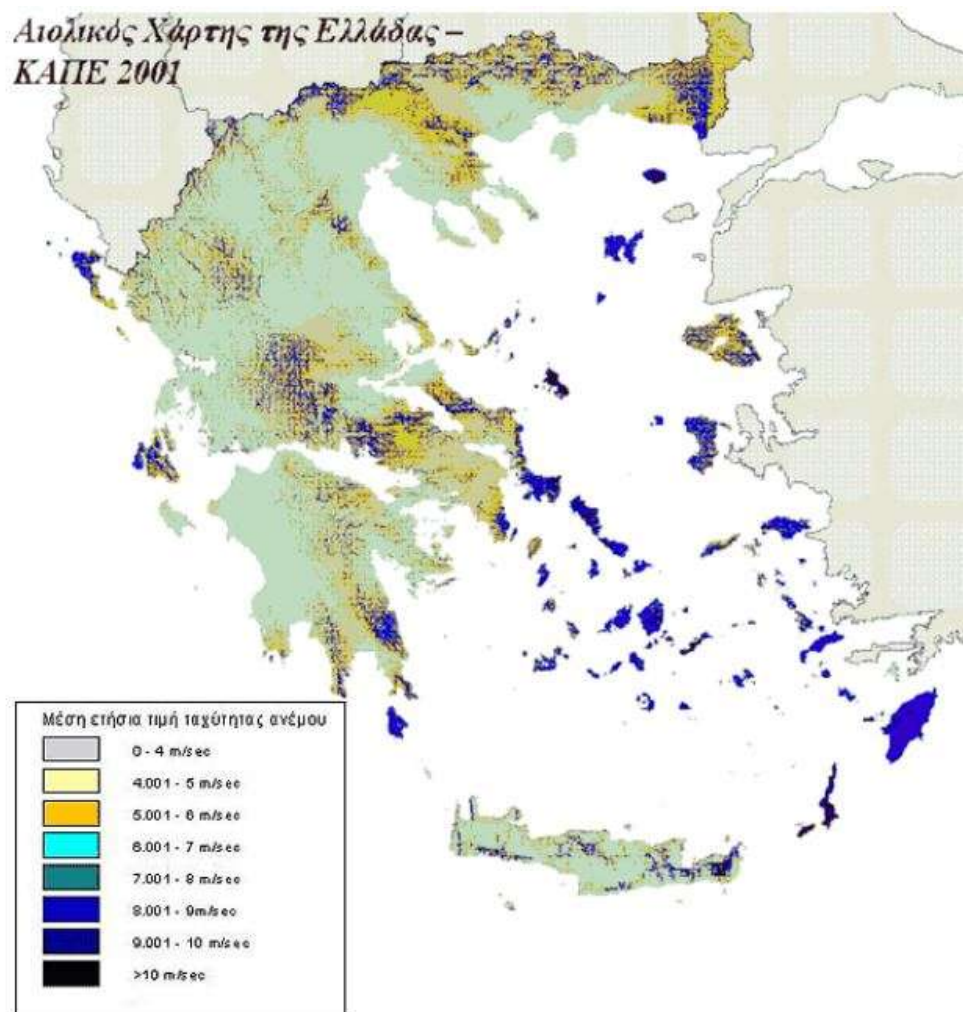 Αιολικός Χάρτης της Ελλάδας –
ΚΑΠΕ 2001
Μέση ετήσια τιμή ταχύτητας ανέμου
0 - 4 m/sec
4.001 - 5 m/sec
5.001 - 6 m/sec
6.001 - 7 m/sec
7.001 - 8 m/sec
8.001 - 9m/sec
9.001 - 10 m/sec
>10 m/sec